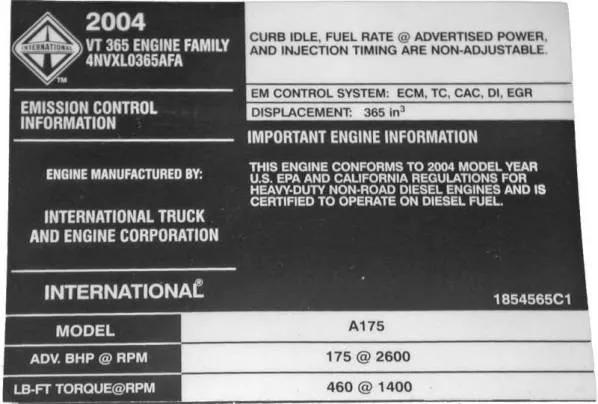 INTERNATIONAL
TM
2004
VT 365 ENGINE FAMILY
4NVXL0365AFA
CURB IDLE, FUEL RATE @ ADVERTISED POWER,
AND INJECTION TIMING ARE NON-ADJUSTABLE.
EM CONTROL SYSTEM: ECM, TC, CAC, DI, EGR
DISPLACEMENT: 365 in³
EMISSION CONTROL
INFORMATION
IMPORTANT ENGINE INFORMATION
THIS ENGINE CONFORMS TO 2004 MODEL YEAR
U.S. EPA AND CALIFORNIA REGULATIONS FOR
HEAVY-DUTY NON-ROAD DIESEL ENGINES AND IS
CERTIFIED TO OPERATE ON DIESEL FUEL.
ENGINE MANUFACTURED BY:
INTERNATIONAL TRUCK
AND ENGINE CORPORATION
INTERNATIONAL®
1854565C1
MODEL A175
ADV. BHP @ RPM 175 @ 2600
LB-FT TORQUE@RPM 460 @ 1400